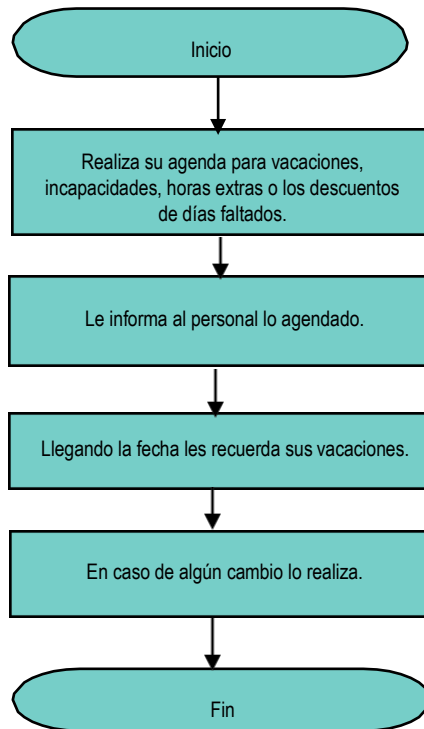 Inicio
Realiza su agenda para vacaciones,
incapacidades, horas extras o los descuentos
de días faltados.
Le informa al personal lo agendado.
Llegando la fecha les recuerda sus vacaciones.
En caso de algún cambio lo realiza.
Fin